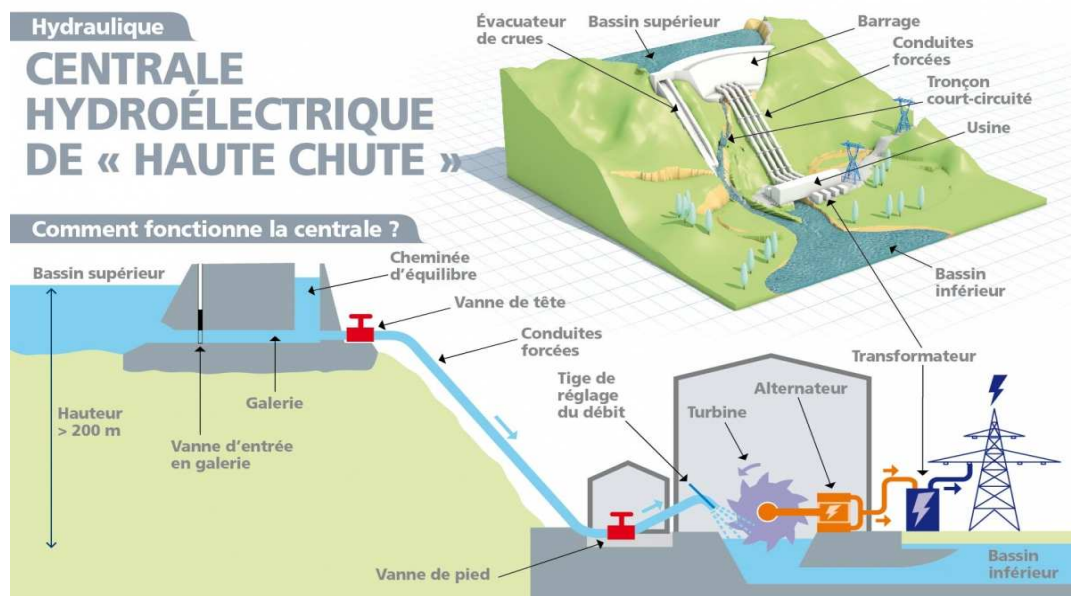 Hydraulique
CENTRALE
HYDROÉLECTRIQUE
DE « HAUTE CHUTE »
Évacuateur
de crues
Bassin supérieur
Barrage
Conduites
forcées
Tronçon
court-circuité
Usine
Bassin
inférieur
Transformateur
Comment fonctionne la centrale ?
Bassin supérieur
Cheminée
d'équilibre
Vanne de tête
Conduites
forcées
Hauteur
> 200 m
Galerie
Vanne d'entrée
en galerie
Tige de
réglage
du débit
Turbine
Alternateur
Vanne de pied
Bassin
inférieur